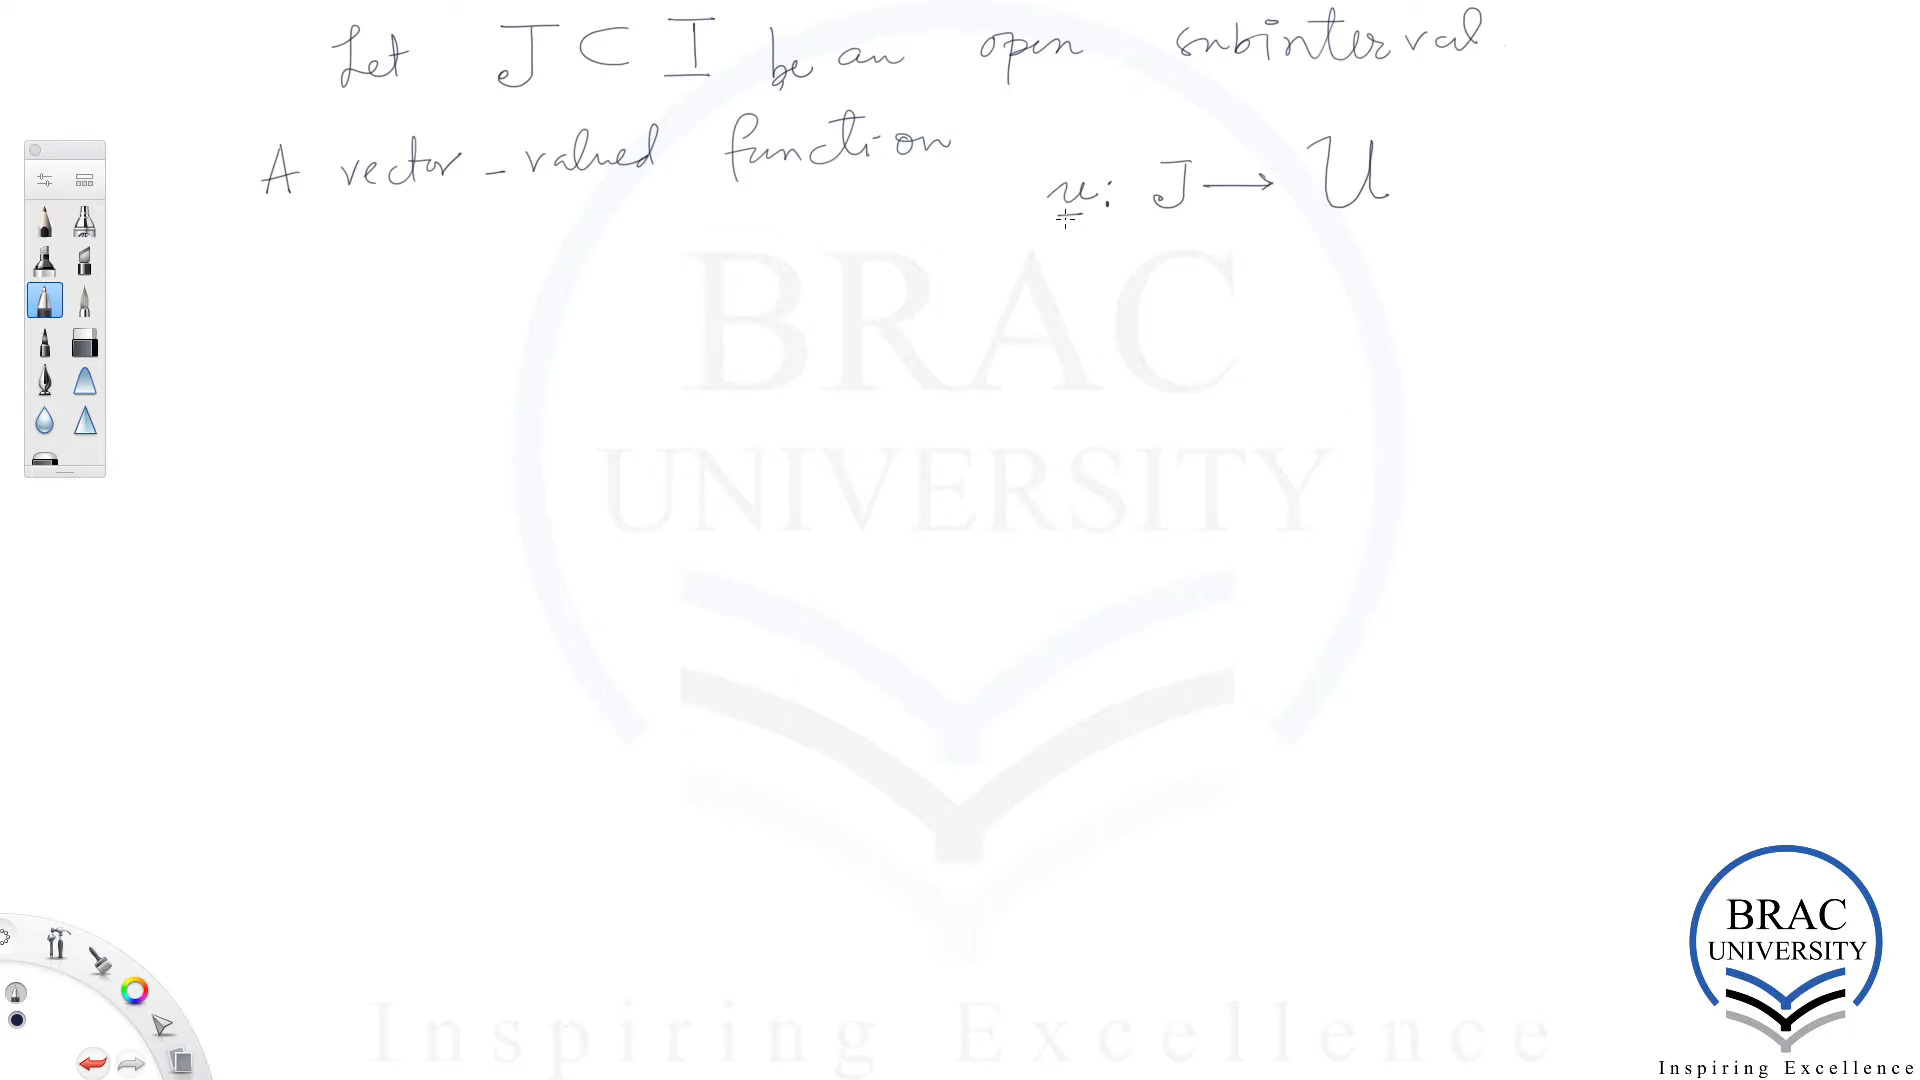 Let J ⊂ I be an open subinterval.
A vector-valued function u: J → U
BRAC
UNIVERSITY
Inspiring Excellence
BRAC
UNIVERSITY
Inspiring Excellence